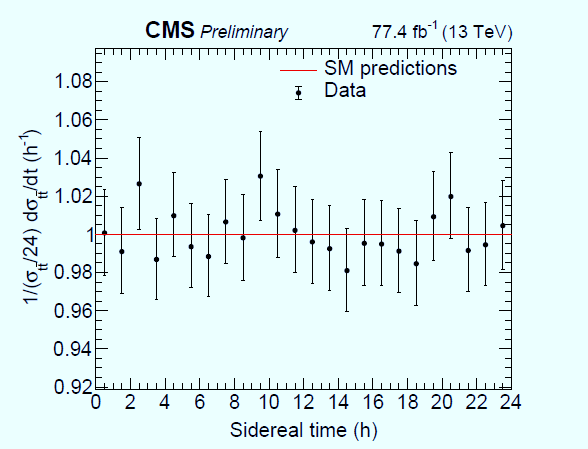 CMS Preliminary 77.4 fb⁻¹ (13 TeV)
SM predictions
Data
1/(σtt̄/24) dσtt̄/dt (h⁻¹)
1.08
1.06
1.04
1.02
1
0.98
0.96
0.94
0.92
0 2 4 6 8 10 12 14 16 18 20 22 24
Sidereal time (h)